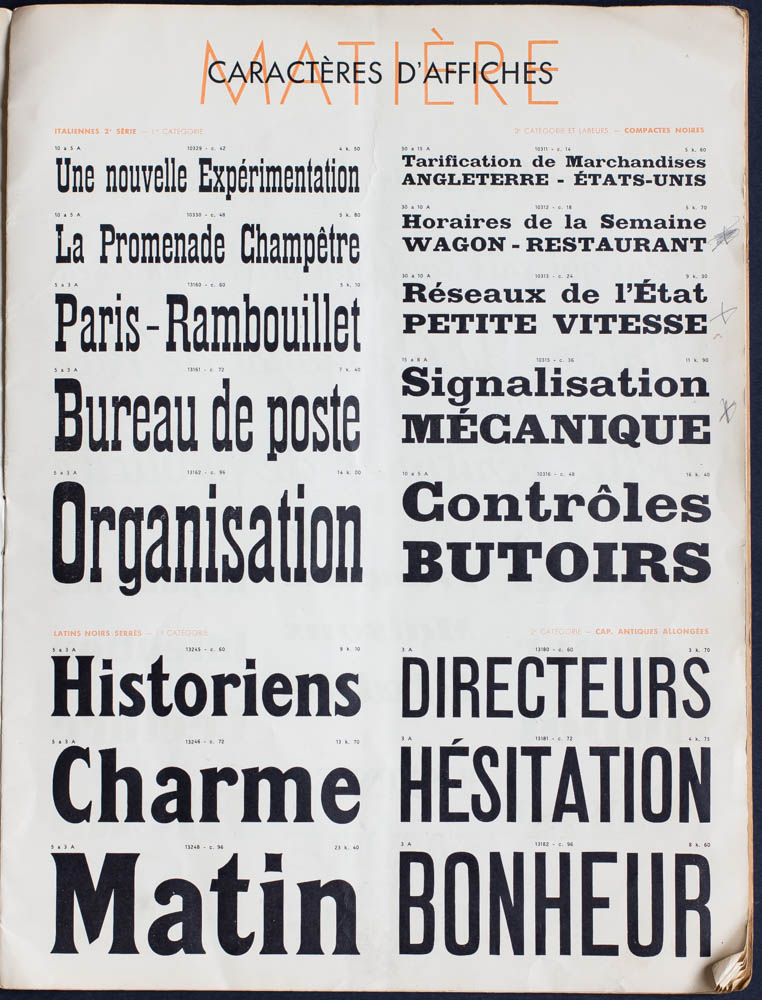 MATIÈRE
CARACTÈRES D'AFFICHES
ITALIENNES 2e SÉRIE — 1e CATÉGORIE
10 a 5 A 10329 - c. 42 4 k. 50
Une nouvelle Expérimentation
10 a 5 A 10330 - c. 48 5 k. 80
La Promenade Champêtre
5 a 3 A 13160 - c. 60 5 k. 10
Paris - Rambouillet
5 a 3 A 13161 - c. 72 7 k. 40
Bureau de poste
5 a 3 A 13162 - c. 96 14 k. 00
Organisation
2e CATÉGORIE ET LABEURS — COMPACTES NOIRES
50 a 15 A 10311 - c. 14 5 k. 80
Tarification de Marchandises
ANGLETERRE - ÉTATS-UNIS
30 a 10 A 10312 - c. 18 5 k. 70
Horaires de la Semaine
WAGON - RESTAURANT
30 a 10 A 10313 - c. 24 9 k. 30
Réseaux de l'État
PETITE VITESSE
15 a 8 A 10315 - c. 36 11 k. 90
Signalisation
MÉCANIQUE
10 a 5 A 10316 - c. 48 16 k. 40
Contrôles
BUTOIRS
LATINS NOIRS SERRÉS — 1e CATÉGORIE
5 a 3 A 13245 - c. 60 9 k. 10
Historiens
5 a 3 A 13246 - c. 72 13 k. 70
Charme
5 a 3 A 13248 - c. 96 23 k. 40
Matin
2e CATÉGORIE — CAP. ANTIQUES ALLONGÉES
3 A 13180 - c. 60 3 k. 70
DIRECTEURS
3 A 13181 - c. 72 4 k. 75
HÉSITATION
3 A 13182 - c. 96 8 k. 60
BONHEUR